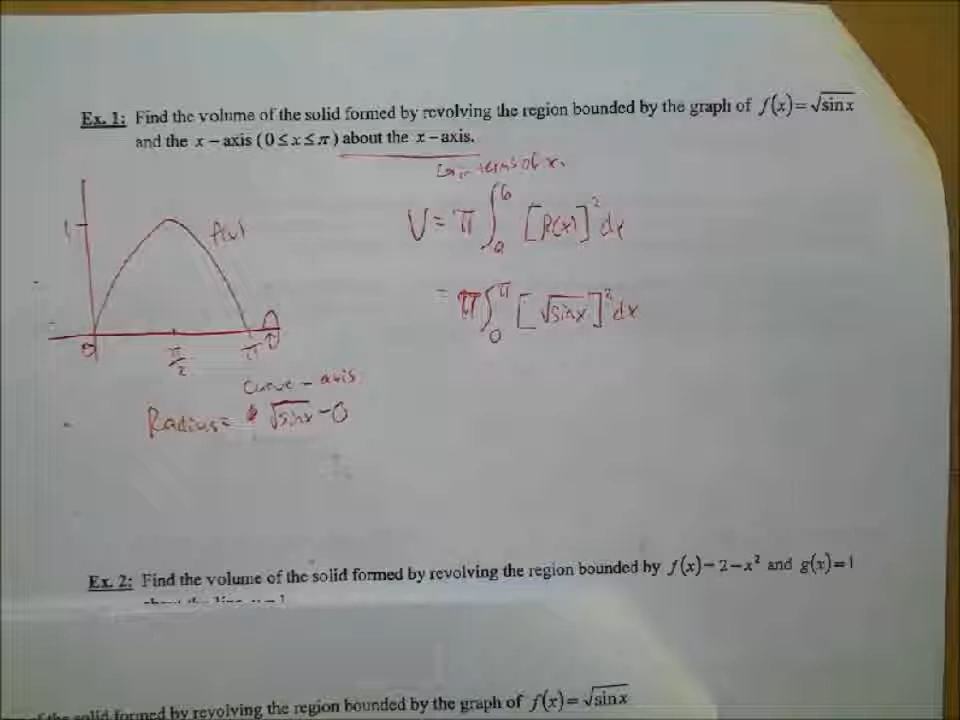 Ex. 1: Find the volume of the solid formed by revolving the region bounded by the graph of f(x)=√sinx
and the x – axis (0≤x≤π) about the x – axis.
in terms of x.
V = π ∫_a^b [R(x)]² dx
1
f(x)
= π ∫_0^π [√sinx]² dx
0
π/2
π
curve – axis
Radius = √sinx – 0
Ex. 2: Find the volume of the solid formed by revolving the region bounded by f(x)=2–x² and g(x)=1
of the solid formed by revolving the region bounded by the graph of f(x)=√sinx